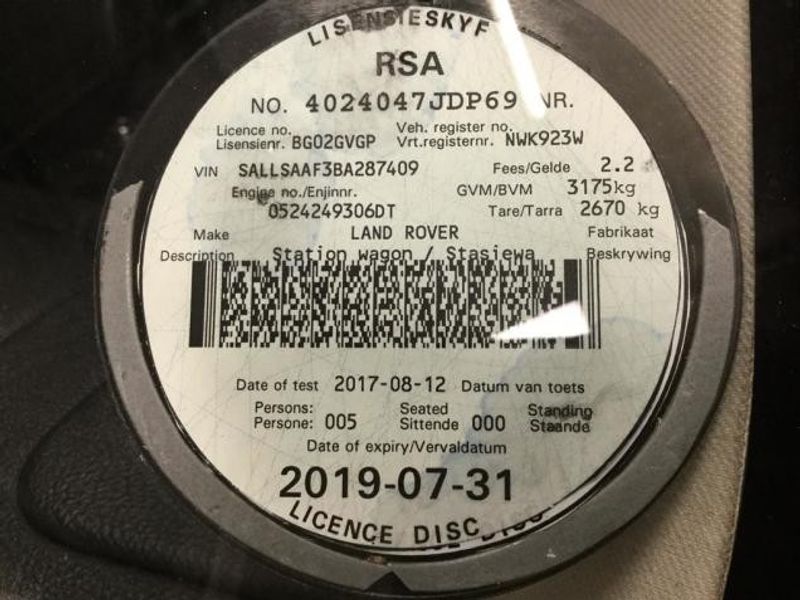 LISENSIESKYF
RSA
NO. 4024047JDP69 NR.
Licence no. Veh. register no.
Lisensienr. BG02GVGP Vrt.registernr. NWK923W
VIN SALLSAAF3BA287409 Fees/Gelde 2.2
Engine no./Enjinnr. GVM/BVM 3175kg
0524249306DT Tare/Tarra 2670 kg
Make LAND ROVER Fabrikaat
Description Station wagon / Stasiewa Beskrywing
Date of test 2017-08-12 Datum van toets
Persons: Seated Standing
Persone: 005 Sittende 000 Staande
Date of expiry/Vervaldatum
2019-07-31
LICENCE DISC